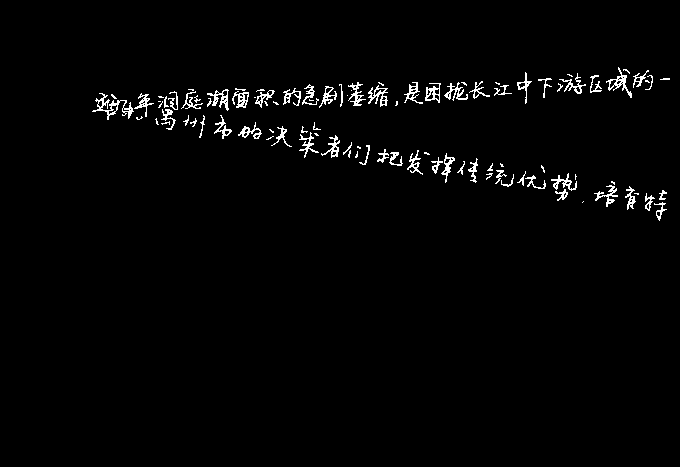 年洞庭湖面积的急剧萎缩,是困扰长江中下游区域的一
禹州市的决策者们把发挥传统优势,培育特